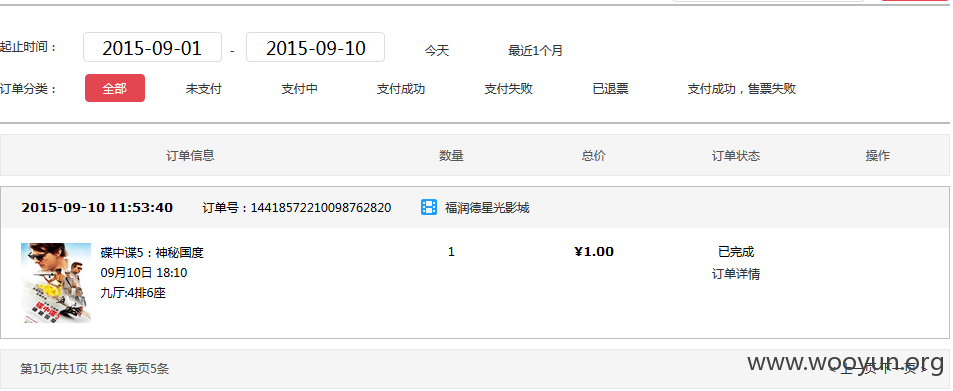 起止时间： 2015-09-01 - 2015-09-10 今天 最近1个月
订单分类： 全部 未支付 支付中 支付成功 支付失败 已退票 支付成功，售票失败
订单信息 数量 总价 订单状态 操作
2015-09-10 11:53:40 订单号：14418572210098762820 福润德星光影城
碟中谍5：神秘国度 1 ¥1.00 已完成
09月10日 18:10 订单详情
九厅:4排6座
第1页/共1页 共1条 每页5条 < 上一页 下一页 >
www.wooyun.org